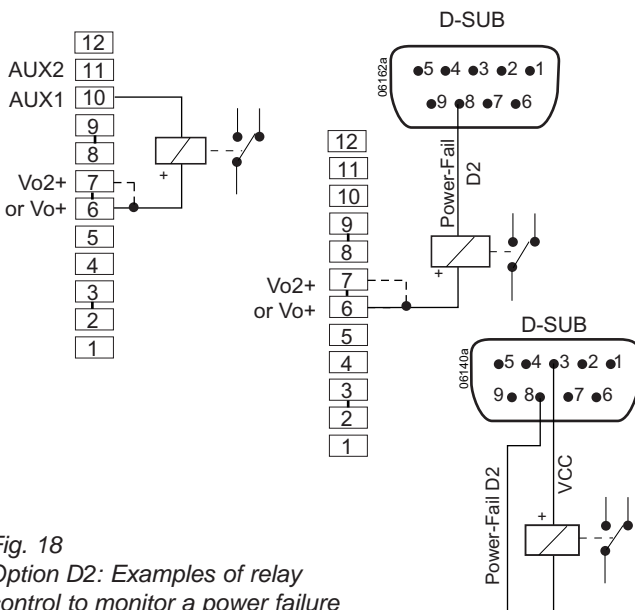 12
AUX2 11
AUX1 10
9
8
Vo2+ 7
+
or Vo+ 6
5
4
3
2
1
D-SUB
06162a
5 4 3 2 1
9 8 7 6
Power-Fail
D2
12
11
10
9
8
+
Vo2+ 7
or Vo+ 6
5
4
3
2
1
D-SUB
06140a
5 4 3 2 1
9 8 7 6
Power-Fail D2
VCC
+
Fig. 18
Option D2: Examples of relay
control to monitor a power failure